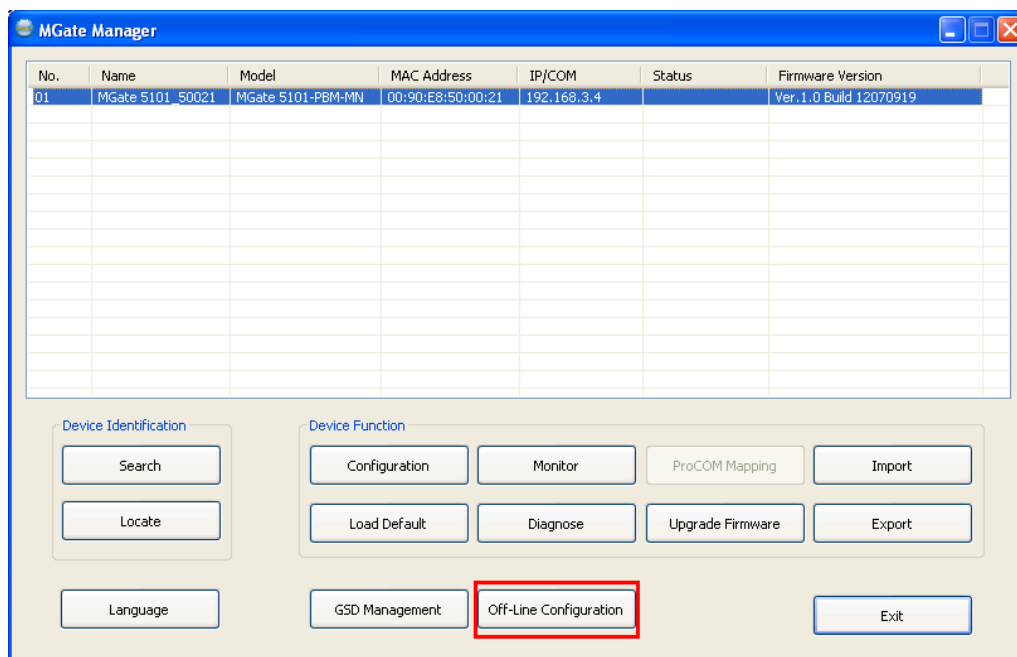 MGate Manager
No. Name Model MAC Address IP/COM Status Firmware Version
01 MGate 5101_50021 MGate 5101-PBM-MN 00:90:E8:50:00:21 192.168.3.4 Ver.1.0 Build 12070919
Device Identification Device Function
Search Configuration Monitor ProCOM Mapping Import
Locate Load Default Diagnose Upgrade Firmware Export
Language GSD Management Off-Line Configuration Exit